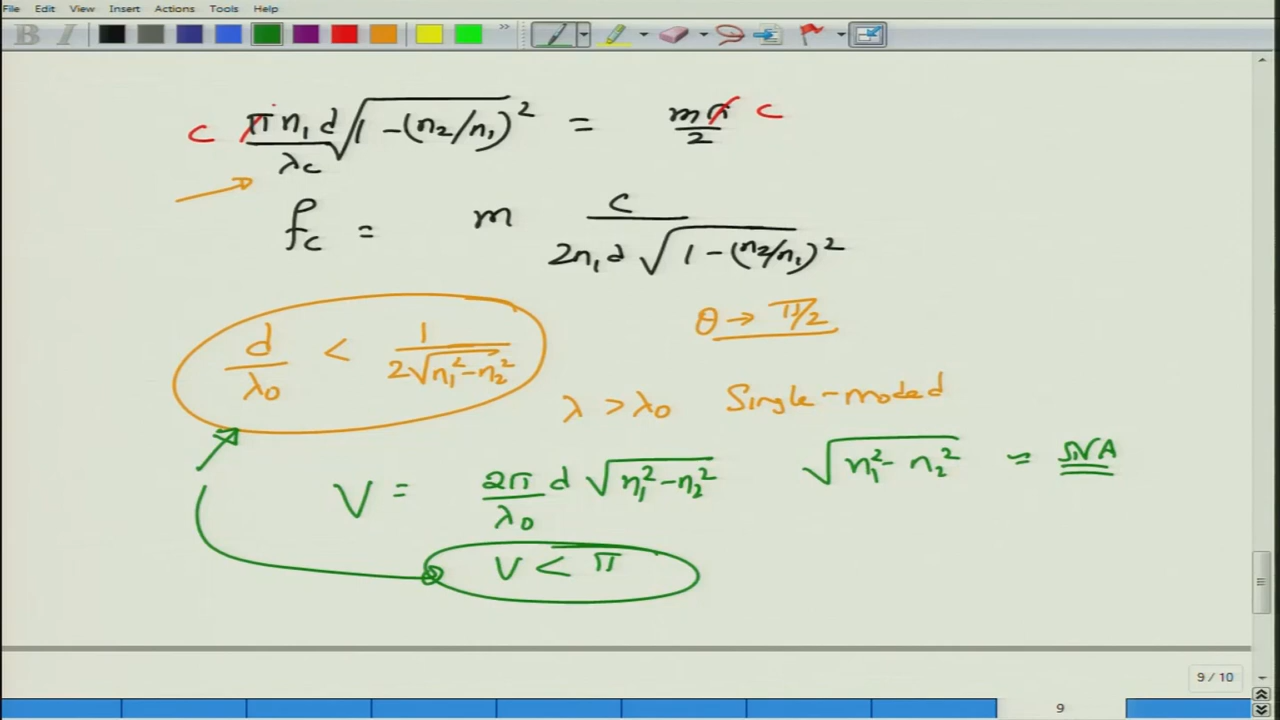 File Edit View Insert Actions Tools Help
B I
c πn₁d/λc √1-(n₂/n₁)² = mπ/2 c
fc = m c/2n₁d√1-(n₂/n₁)²
θ → π/2
d/λ₀ < 1/2√n₁²-n₂²
λ > λ₀ Single-moded
V = 2π/λ₀ d √n₁²-n₂² √n₁²-n₂² =
V < π
9 / 10
9